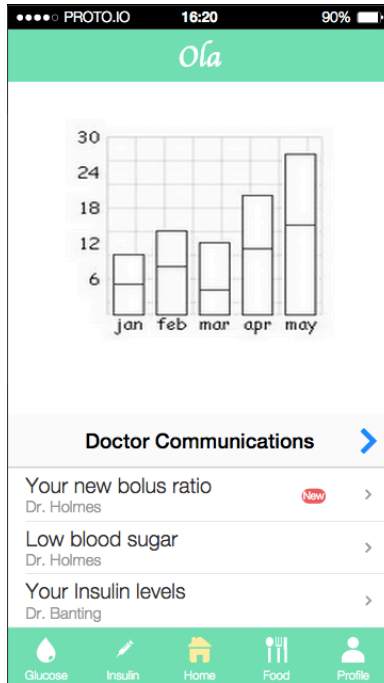 PROTO.IO 16:20 90%
Ola
30
24
18
12
6
jan feb mar apr may
Doctor Communications
Your new bolus ratio
New
Dr. Holmes
Low blood sugar
Dr. Holmes
Your Insulin levels
Dr. Banting
Glucose Insulin Home Food Profile